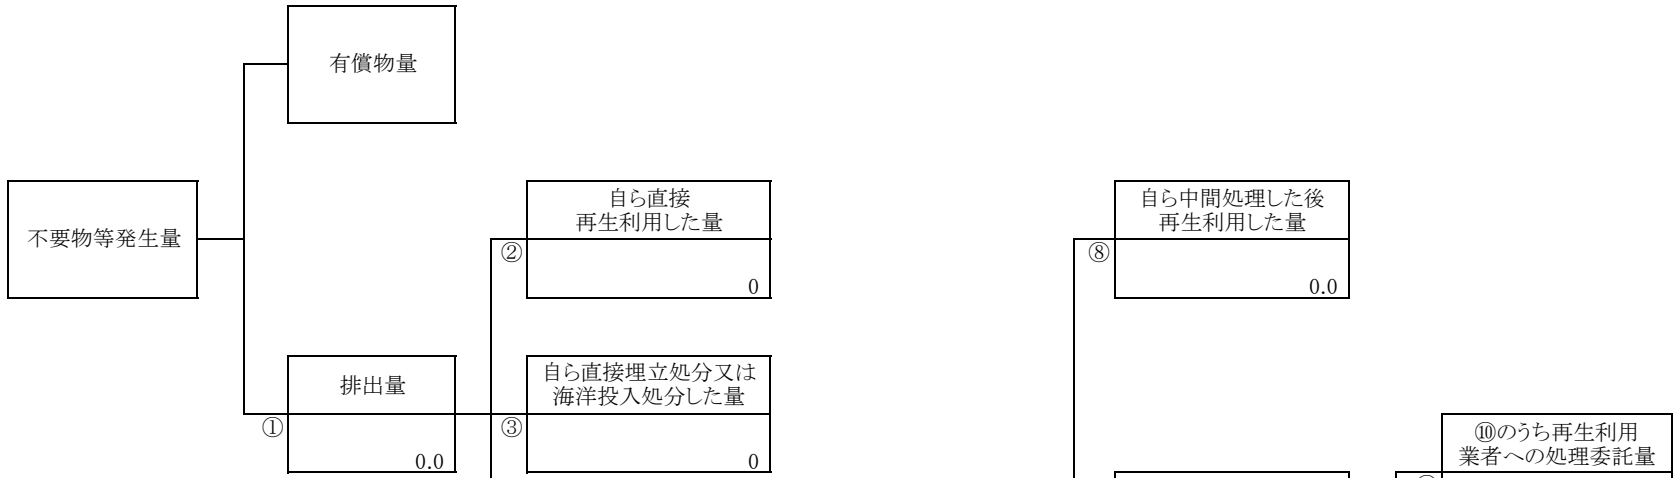 有償物量
不要物等発生量
自ら直接
再生利用した量
②
0
自ら中間処理した後
再生利用した量
⑧
0.0
排出量
①
0.0
自ら直接埋立処分又は
海洋投入処分した量
③
0
⑩のうち再生利用
業者への処理委託量